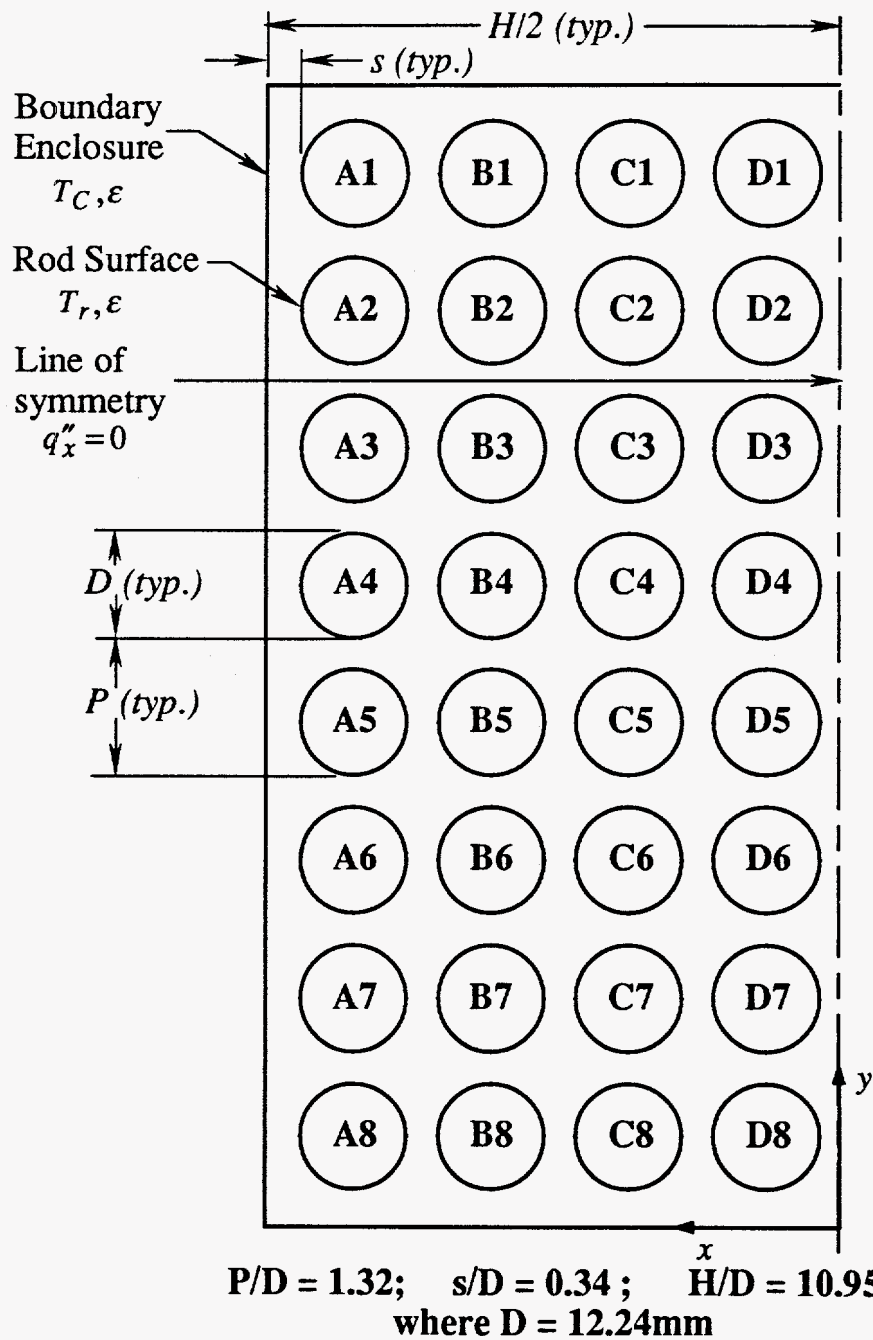 H/2 (typ.)
s (typ.)
Boundary
Enclosure
T_C, ε
A1 B1 C1 D1
Rod Surface
T_r, ε
A2 B2 C2 D2
Line of
symmetry
q″_x = 0
A3 B3 C3 D3
D (typ.)
A4 B4 C4 D4
P (typ.)
A5 B5 C5 D5
A6 B6 C6 D6
A7 B7 C7 D7
y
A8 B8 C8 D8
x
P/D = 1.32; s/D = 0.34 ; H/D = 10.95
where D = 12.24mm